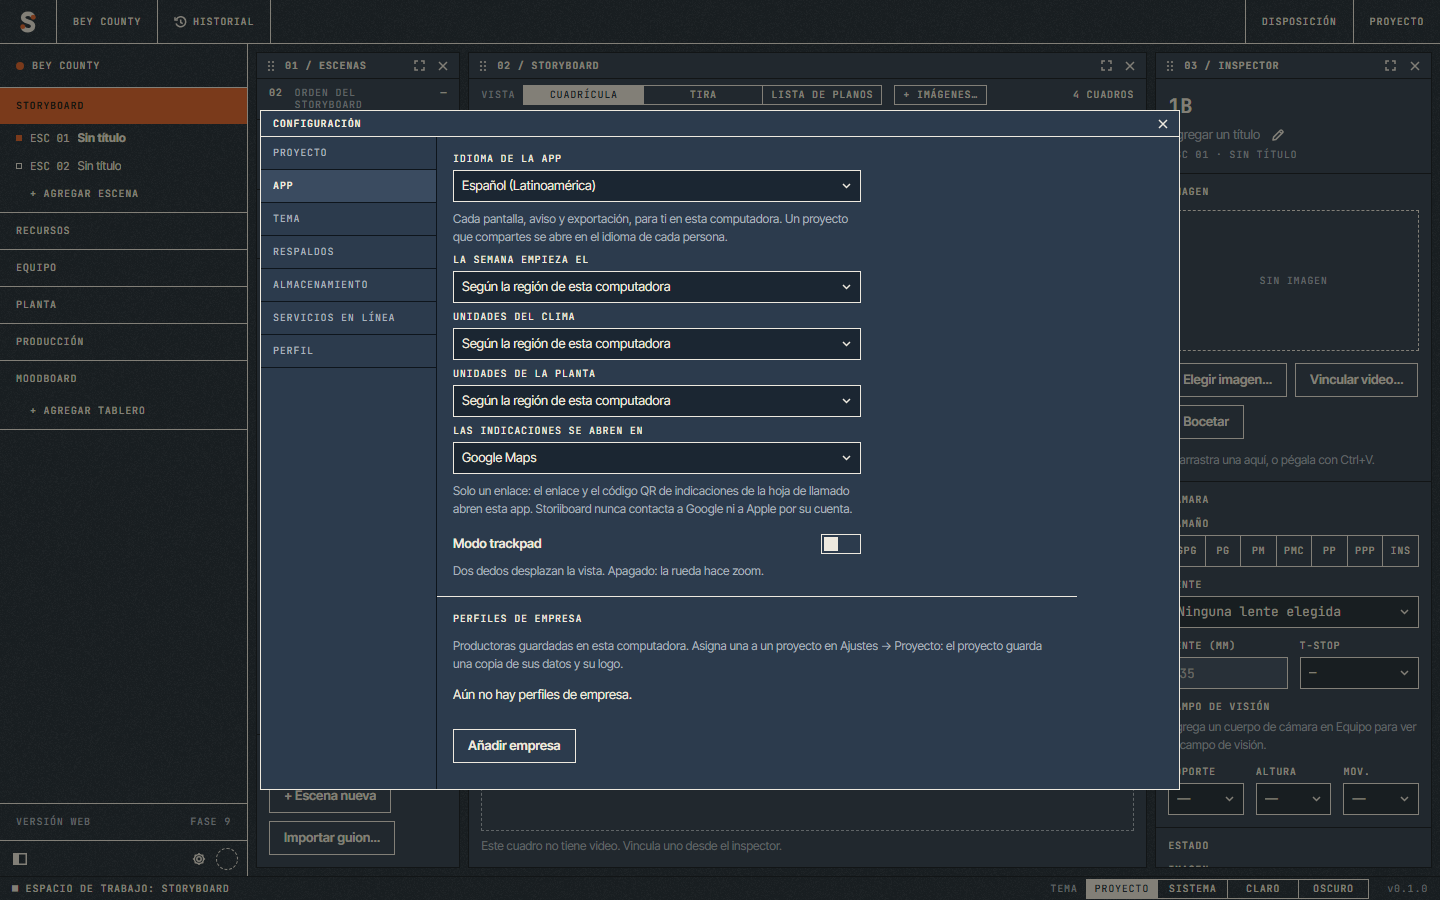 S
BEY COUNTY
HISTORIAL
DISPOSICIÓN
PROYECTO
BEY COUNTY
STORYBOARD
ESC 01 Sin título
ESC 02 Sin título
+ AGREGAR ESCENA
RECURSOS
EQUIPO
PLANTA
PRODUCCIÓN
MOODBOARD
+ AGREGAR TABLERO
VERSIÓN WEB
FASE 9
01 / ESCENAS
02 ORDEN DEL STORYBOARD —
+ Escena nueva
Importar guion...
02 / STORYBOARD
VISTA
CUADRÍCULA
TIRA
LISTA DE PLANOS
+ IMÁGENES…
4 CUADROS
CONFIGURACIÓN
PROYECTO
APP
TEMA
RESPALDOS
ALMACENAMIENTO
SERVICIOS EN LÍNEA
PERFIL
IDIOMA DE LA APP
Español (Latinoamérica)
Cada pantalla, aviso y exportación, para ti en esta computadora. Un proyecto
que compartes se abre en el idioma de cada persona.
LA SEMANA EMPIEZA EL
Según la región de esta computadora
UNIDADES DEL CLIMA
Según la región de esta computadora
UNIDADES DE LA PLANTA
Según la región de esta computadora
LAS INDICACIONES SE ABREN EN
Google Maps
Solo un enlace: el enlace y el código QR de indicaciones de la hoja de llamado
abren esta app. Storiiboard nunca contacta a Google ni a Apple por su cuenta.
Modo trackpad
Dos dedos desplazan la vista. Apagado: la rueda hace zoom.
PERFILES DE EMPRESA
Productoras guardadas en esta computadora. Asigna una a un proyecto en Ajustes → Proyecto: el proyecto guarda
una copia de sus datos y su logo.
Aún no hay perfiles de empresa.
Añadir empresa
Este cuadro no tiene video. Vincula uno desde el inspector.
03 / INSPECTOR
1B
gregar un título
C 01 · SIN TÍTULO
AGEN
SIN IMAGEN
Elegir imagen...
Vincular video...
Bocetar
arrastra una aquí, o pégala con Ctrl+V.
MARA
MAÑO
GPG
PG
PM
PMC
PP
PPP
INS
NTE
Ninguna lente elegida
NTE (MM)
T-STOP
35
—
MPO DE VISIÓN
grega un cuerpo de cámara en Equipo para ver
campo de visión.
PORTE
ALTURA
MOV.
—
—
—
ESTADO
ESPACIO DE TRABAJO: STORYBOARD
TEMA
PROYECTO
SISTEMA
CLARO
OSCURO
v0.1.0